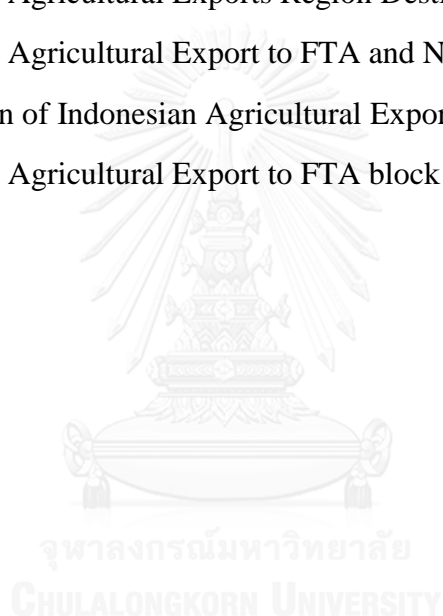 Agricultural Exports Region Desti
Agricultural Export to FTA and N
n of Indonesian Agricultural Expor
Agricultural Export to FTA block
จุฬาลงกรณ์มหาวิทยาลัย
CHULALONGKORN UNIVERSITY